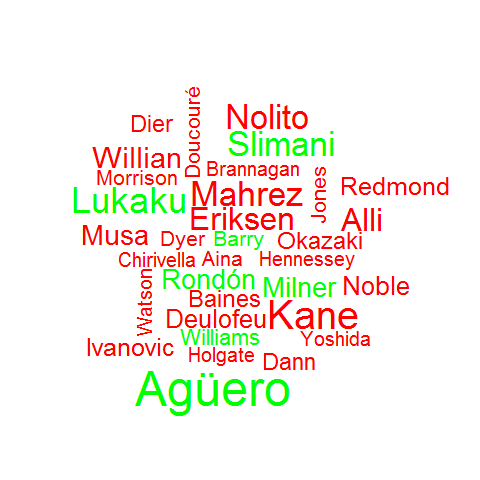 Nolito
Dier
Doucouré
Slimani
Willian
Brannagan
Morrison
Jones
Redmond
Lukaku
Mahrez
Eriksen
Alli
Musa
Dyer
Barry
Okazaki
Chirivella
Aina
Hennessey
Rondón
Milner
Noble
Watson
Baines
Deulofeu
Kane
Williams
Yoshida
Ivanovic
Holgate
Dann
Agüero